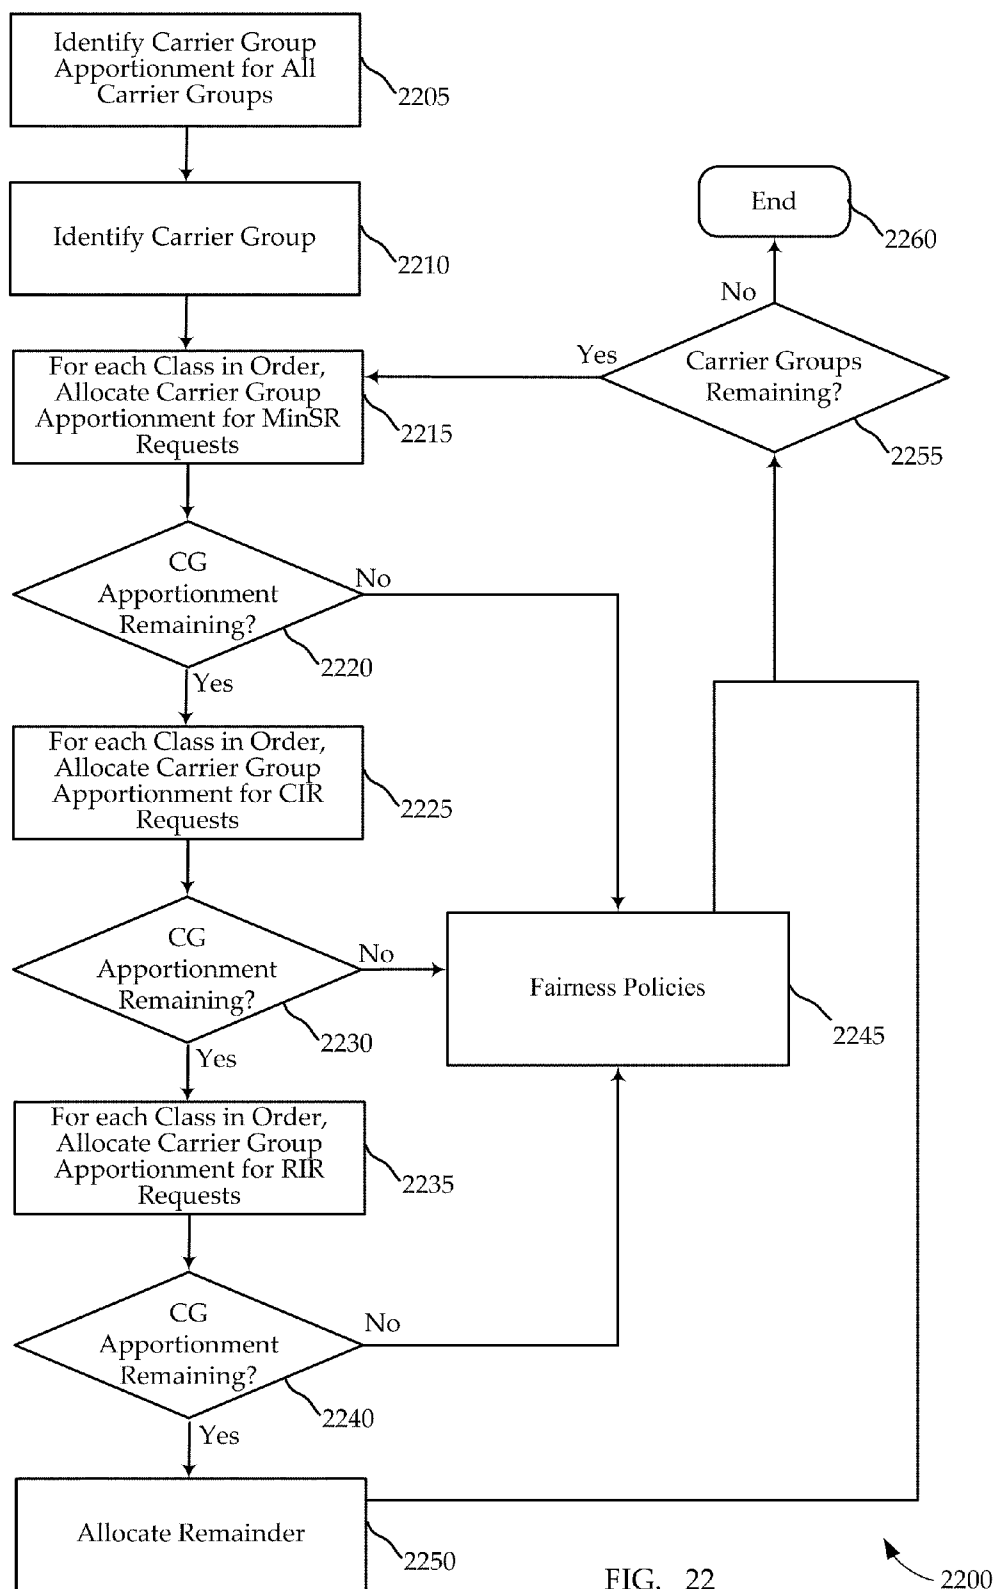 Identify Carrier Group
Apportionment for All
Carrier Groups
2205
Identify Carrier Group
2210
End
2260
No
Carrier Groups
Remaining?
Yes
2255
For each Class in Order,
Allocate Carrier Group
Apportionment for MinSR
Requests
2215
CG
Apportionment
Remaining?
No
2220
Yes
For each Class in Order,
Allocate Carrier Group
Apportionment for CIR
Requests
2225
CG
Apportionment
Remaining?
No
2230
Yes
Fairness Policies
2245
For each Class in Order,
Allocate Carrier Group
Apportionment for RIR
Requests
2235
CG
Apportionment
Remaining?
No
2240
Yes
Allocate Remainder
2250
FIG. 22
2200